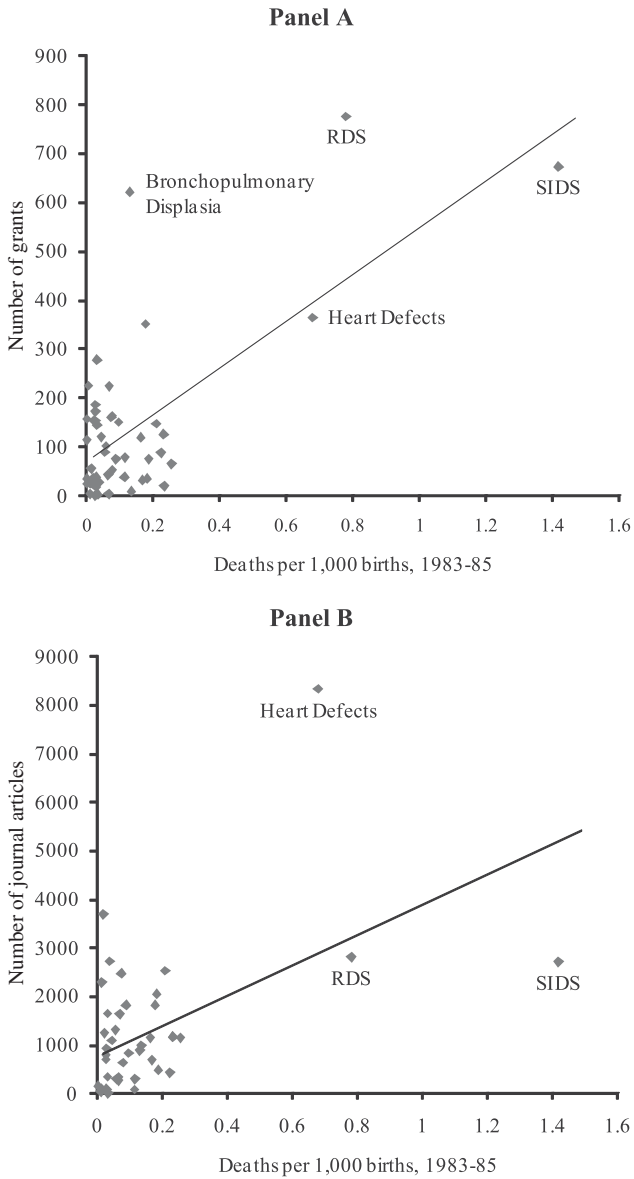 Panel A
900
800
RDS
700
Bronchopulmonary
Displasia
SIDS
600
500
Number of grants
400
Heart Defects
300
200
100
0
0 0.2 0.4 0.6 0.8 1 1.2 1.4 1.6
Deaths per 1,000 births, 1983-85
Panel B
9000
8000
Heart Defects
7000
6000
5000
Number of journal articles
4000
3000
RDS
SIDS
2000
1000
0
0 0.2 0.4 0.6 0.8 1 1.2 1.4 1.6
Deaths per 1,000 births, 1983-85